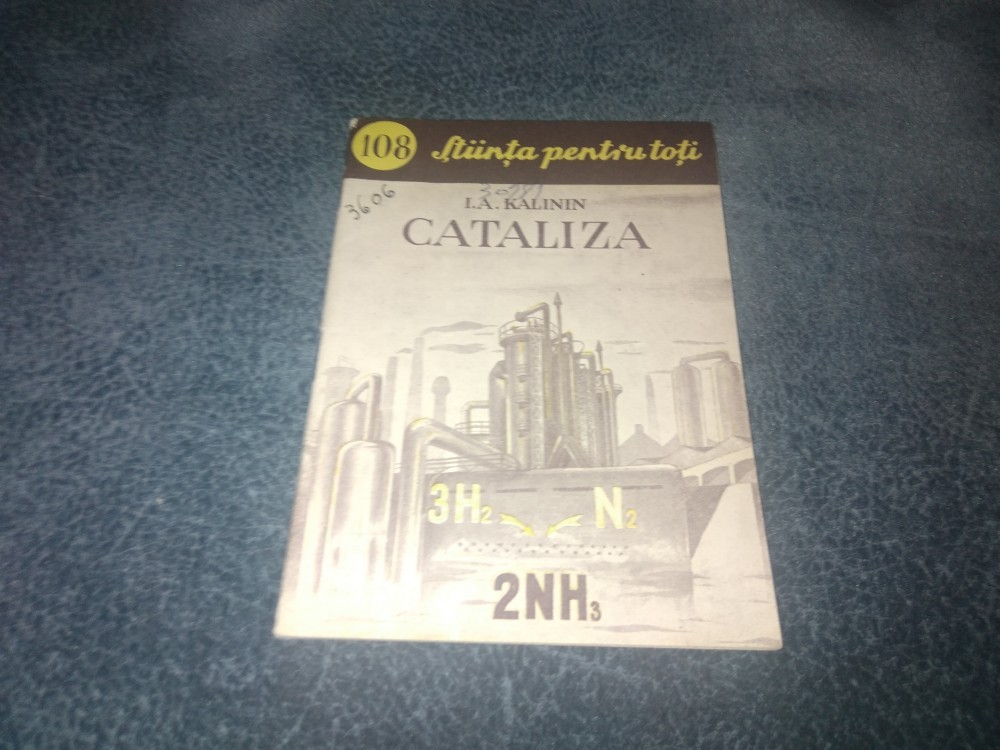 108 Știința pentru toți
3606
I.A. KALININ
CATALIZA
3H2 N2
2NH3